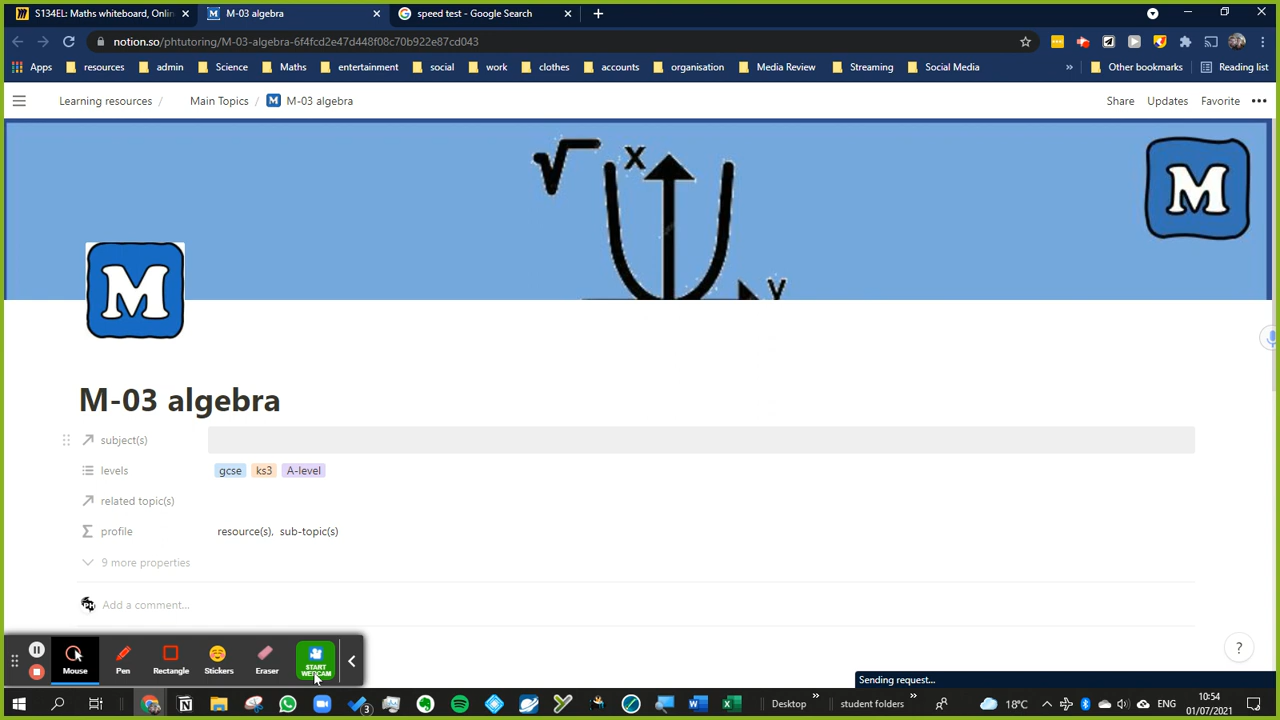 S134EL: Maths whiteboard, Onlin
M-03 algebra
speed test - Google Search
notion.so/phtutoring/M-03-algebra-6f4fcd2e47d448f08c70b922e87cd043
Apps
resources
admin
Science
Maths
entertainment
social
work
clothes
accounts
organisation
Media Review
Streaming
Social Media
»
Other bookmarks
Reading list
Learning resources /
Main Topics /
M-03 algebra
Share
Updates
Favorite
√ x
y
M
M
M-03 algebra
subject(s)
levels
gcse ks3 A-level
related topic(s)
profile
resource(s), sub-topic(s)
9 more properties
PH
Add a comment...
Mouse
Pen
Rectangle
Stickers
Eraser
START
WEBCAM
?
Sending request...
3
Desktop »
student folders »
18°C
ENG
10:54
01/07/2021